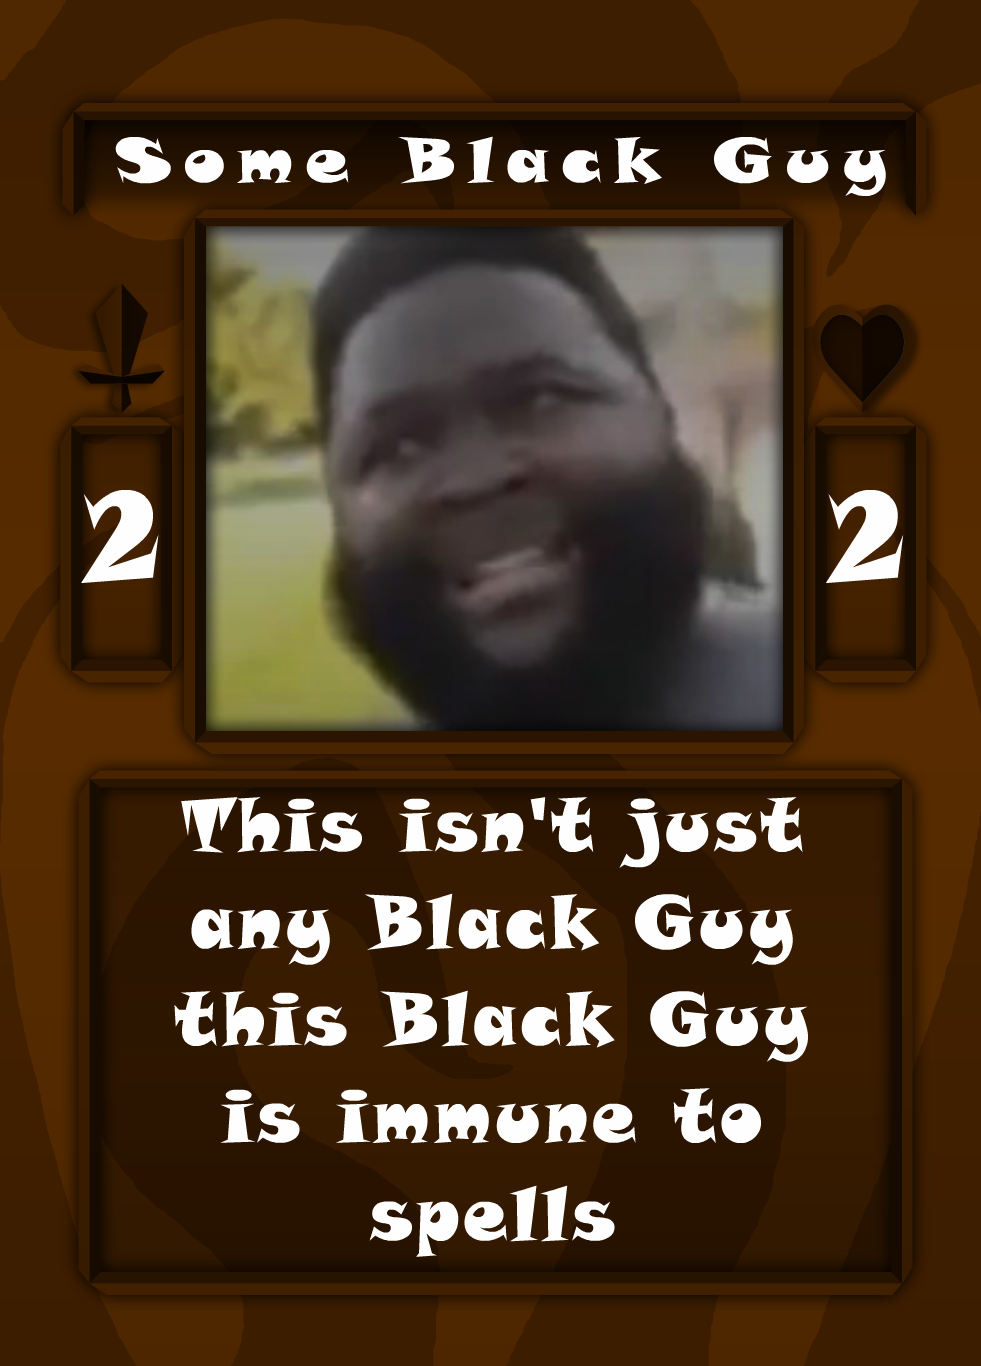 Some Black Guy
2
2
This isn't just
any Black Guy
this Black Guy
is immune to
spells